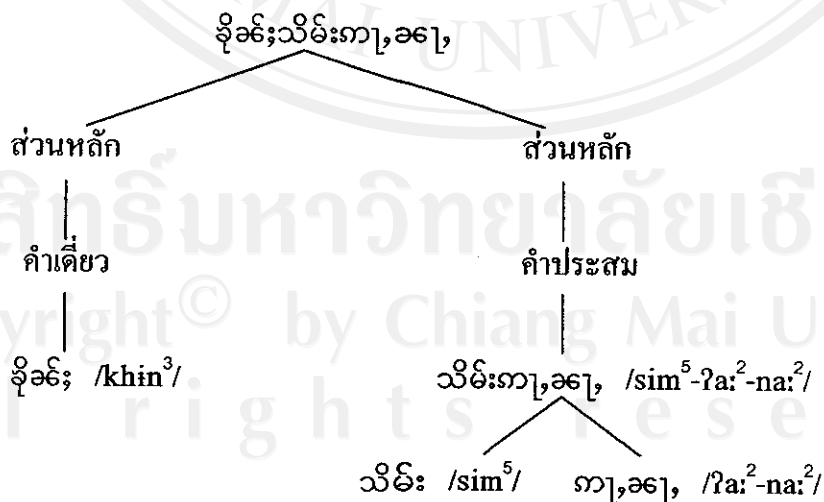 ၶိုၼ်ႈသိမ်းဢႃႇၼႃႇ
ส่วนหลัก ส่วนหลัก
คำเดี่ยว คำประสม
ၶိုၼ်ႈ /khɨn³/ သိမ်းဢႃႇၼႃႇ /sim⁵-ʔaː²-naː²/
သိမ်း /sim⁵/ ဢႃႇၼႃႇ /ʔaː²-naː²/